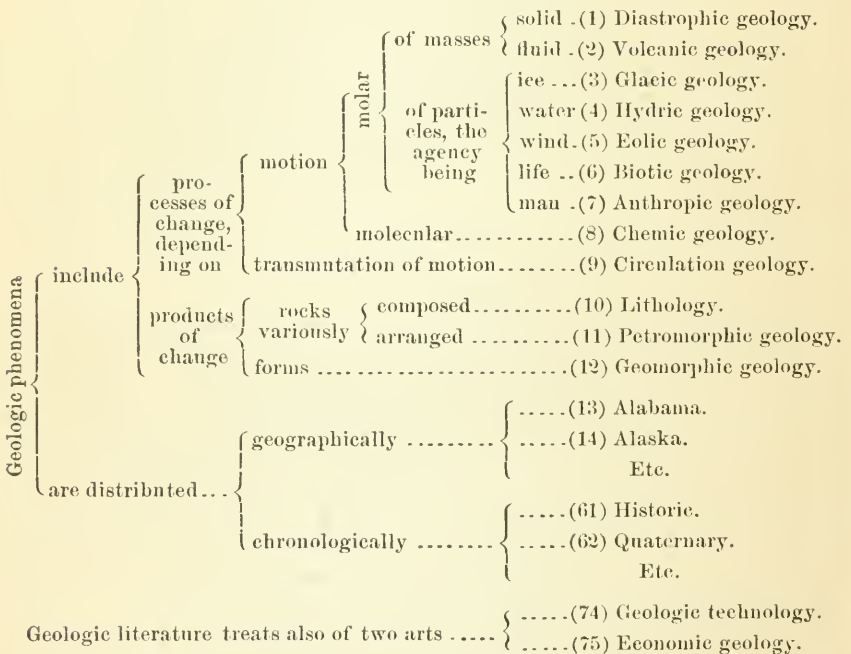 of masses
solid .(1) Diastrophic geology.
fluid .(2) Volcanic geology.
molar
of parti-
cles, the
agency
being
ice ...(3) Glacic geology.
water (4) Hydric geology.
wind.(5) Eolic geology.
life ..(6) Biotic geology.
man .(7) Anthropic geology.
motion
molecular...........(8) Chemic geology.
pro-
cesses of
change,
depend-
ing on
transmutation of motion........(9) Circulation geology.
include
products
of
change
rocks
variously
composed..........(10) Lithology.
arranged ..........(11) Petromorphic geology.
forms ..........................(12) Geomorphic geology.
Geologic phenomena
are distributed...
geographically .........
.....(13) Alabama.
.....(14) Alaska.
Etc.
chronologically ........
.....(61) Historic.
.....(62) Quaternary.
Etc.
Geologic literature treats also of two arts .....
.....(74) Geologic technology.
.....(75) Economic geology.